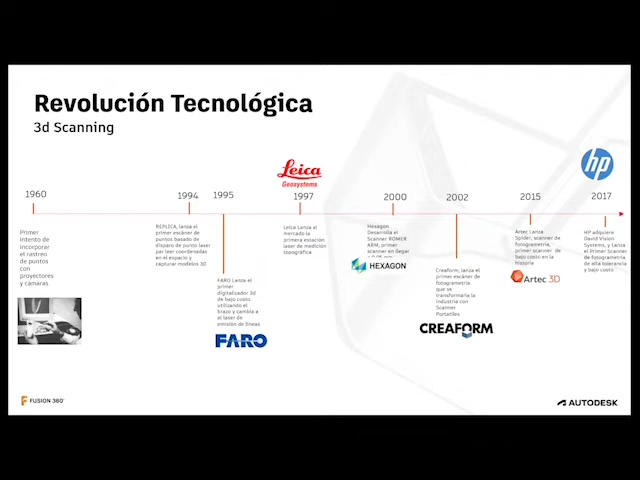 Revolución Tecnológica
3d Scanning
1960
Primer
intento de
incorporar
el rastreo
de puntos
con
proyectores
y cámaras
1994
REPLICA, lanza el
primer escáner de
puntos basado de
disparo de punto laser
para leer coordenadas
en el espacio y
capturar modelos 3D
1995
FARO Lanza el
primer
digitalizador 3d
de bajo costo
utilizando el
brazo y cambia a
al laser de
emisión de lineas
FARO
Leica
Geosystems
1997
Leica Lanza al
mercado la
primera estación
laser de medición
topográfica
2000
Hexagon
Desarrolla el
Scanner ROMER
ARM, primer
scanner en llegar
HEXAGON
2002
Creaform, lanza el
primer escáner de
fotogrametría
que se
transformaría la
industria con
Scanner
Portatiles
CREAFORM
2015
Artec Lanza
Spider, scanner de
fotogrametría,
primer scanner de
bajo costo en la
historia
Artec 3D
hp
2017
HP adquiere
David Vision
Systems, y Lanza
el Primer Scanner
de fotogrametría
de alta tolerancia
y bajo costo
FUSION 360
AUTODESK